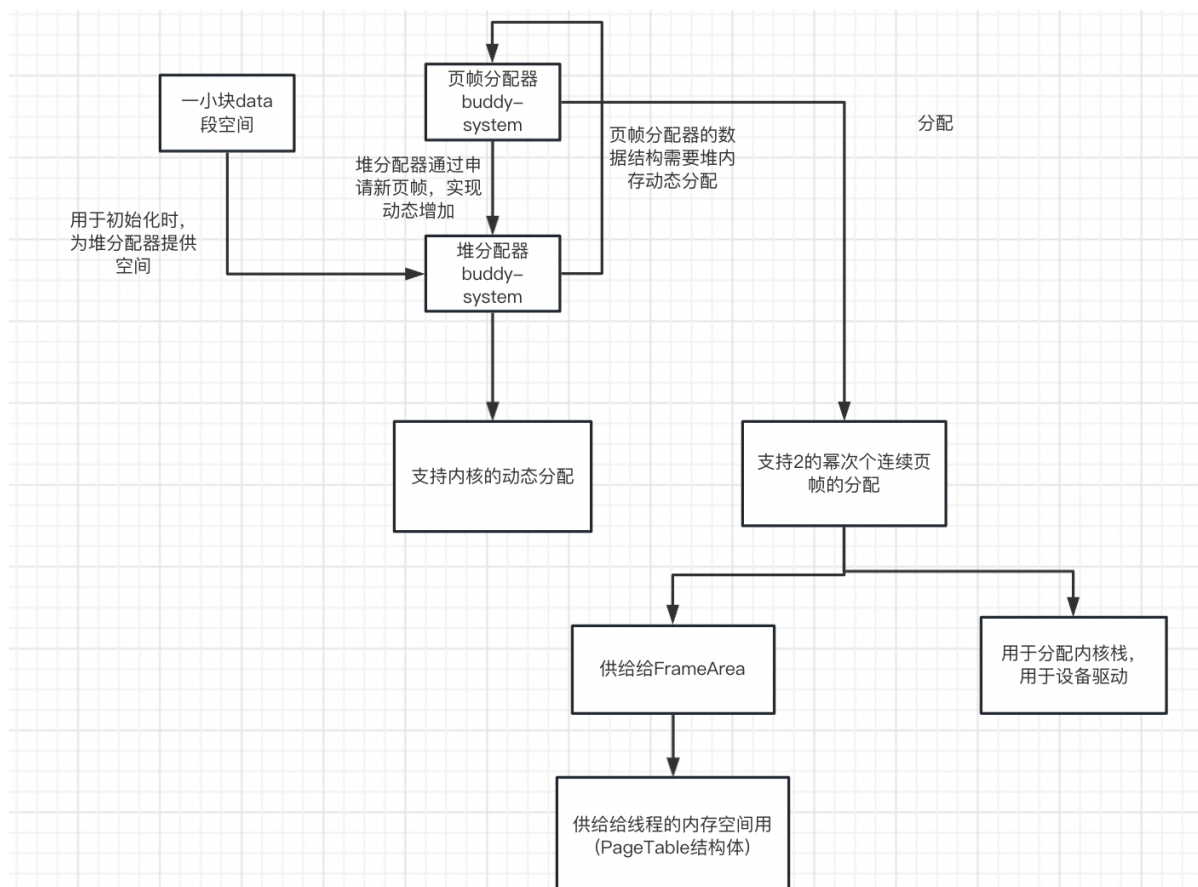 页帧分配器
buddy-
system
一小块data
段空间
分配
页帧分配器的数
据结构需要堆内
存动态分配
堆分配器通过申
请新页帧，实现
动态增加
用于初始化时，
为堆分配器提供
空间
堆分配器
buddy-
system
支持内核的动态分配
支持2的幂次个连续页
帧的分配
供给给FrameArea
用于分配内核栈，
用于设备驱动
供给给线程的内存空间用
（PageTable结构体）